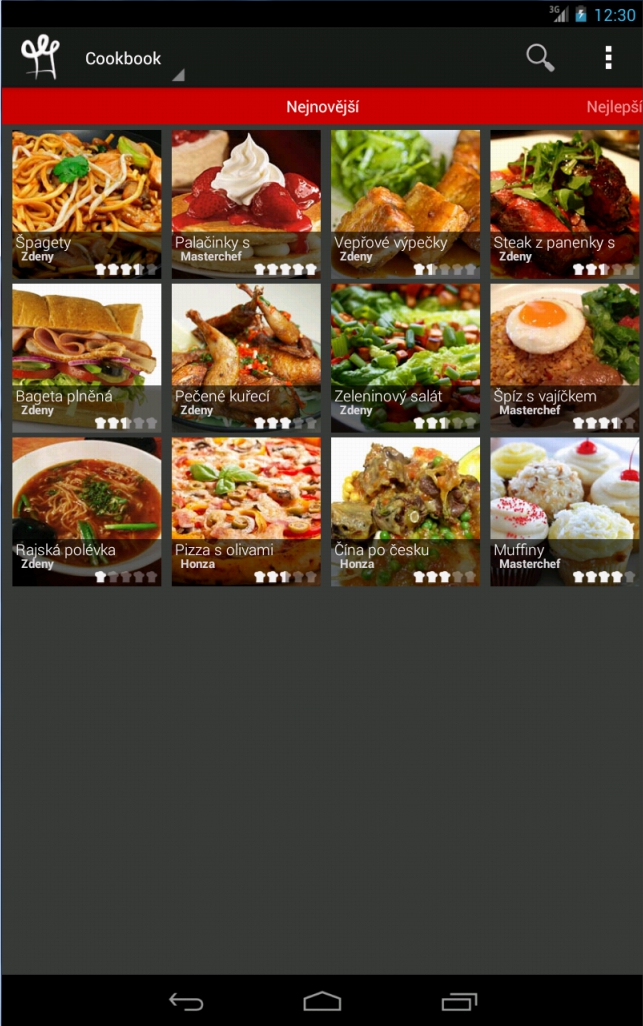 3G 12:30
Cookbook
Nejnovější
Nejlepší
Špagety
Zdeny
Palačinky s
Masterchef
Vepřové výpečky
Zdeny
Steak z panenky s
Zdeny
Bageta plněná
Zdeny
Pečené kuřecí
Zdeny
Zeleninový salát
Zdeny
Špíz s vajíčkem
Masterchef
Rajská polévka
Zdeny
Pizza s olivami
Honza
Čína po česku
Honza
Muffiny
Masterchef